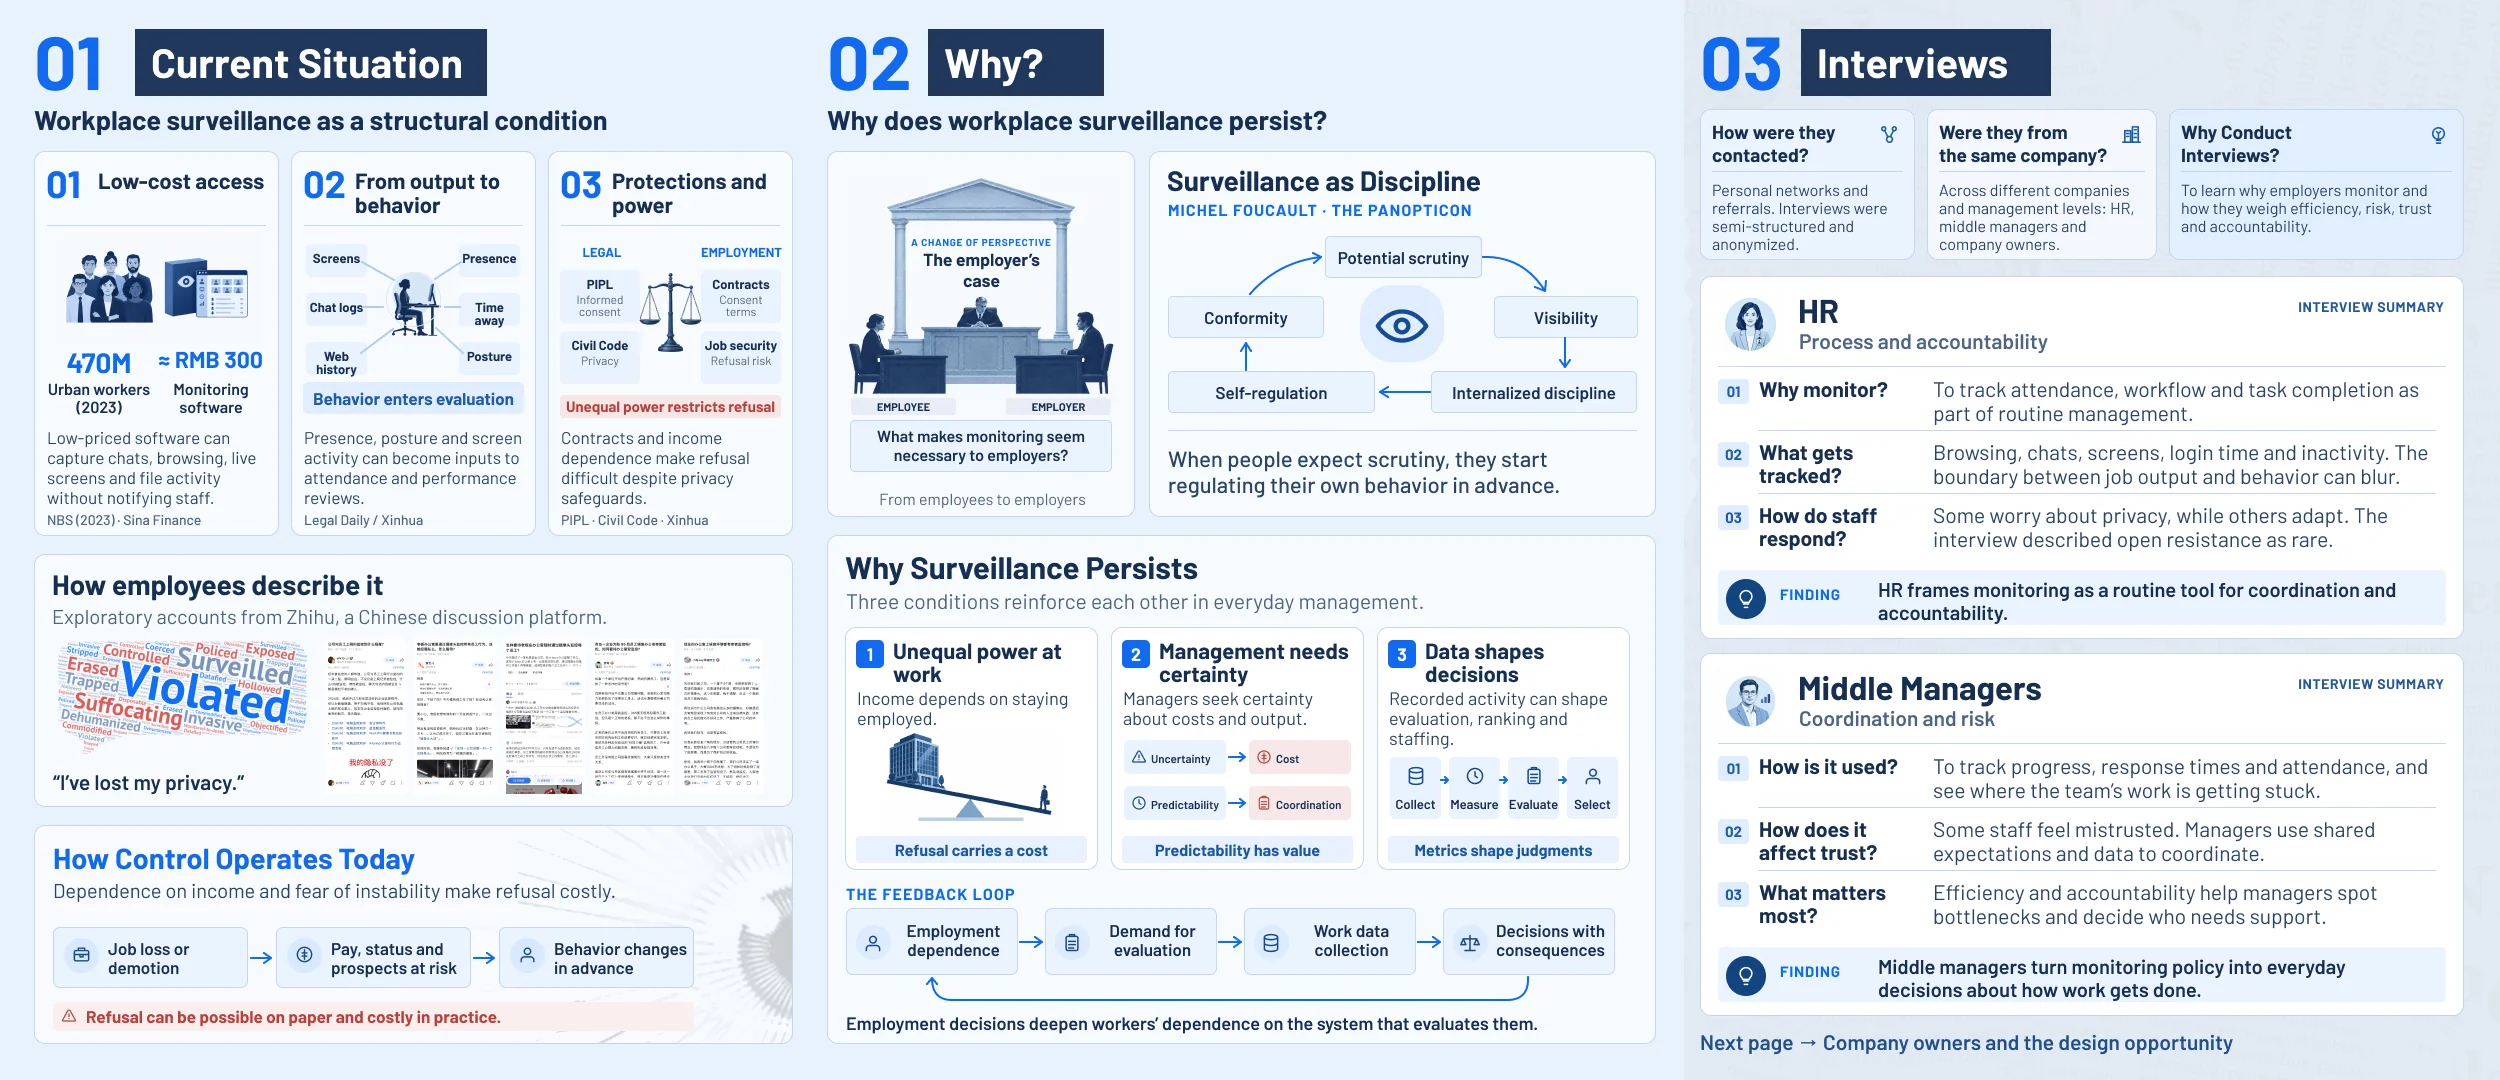 01 Current Situation
Workplace surveillance as a structural condition
01 Low-cost access
470M
Urban workers
(2023)
≈ RMB 300
Monitoring
software
Low-priced software can
capture chats, browsing, live
screens and file activity
without notifying staff.
NBS (2023) · Sina Finance
02 From output to
behavior
Screens
Presence
Chat logs
Time
away
Web
history
Posture
Behavior enters evaluation
Presence, posture and screen
activity can become inputs to
attendance and performance
reviews.
Legal Daily / Xinhua
03 Protections and
power
LEGAL
EMPLOYMENT
PIPL
Informed
consent
Contracts
Consent
terms
Civil Code
Privacy
Job security
Refusal risk
Unequal power restricts refusal
Contracts and income
dependence make refusal
difficult despite privacy
safeguards.
PIPL · Civil Code · Xinhua
How employees describe it
Exploratory accounts from Zhihu, a Chinese discussion platform.
Stripped
Controlled
Coerced
Policed
Exposed
Erased
Surveilled
Trapped
Violated
Hollowed
Suffocating
Invasive
Dehumanized
Objectified
Commodified
Violated
我的隐私没了
“I’ve lost my privacy.”
How Control Operates Today
Dependence on income and fear of instability make refusal costly.
Job loss or
demotion
Pay, status and
prospects at risk
Behavior changes
in advance
Refusal can be possible on paper and costly in practice.
02 Why?
Why does workplace surveillance persist?
A CHANGE OF PERSPECTIVE
The employer’s
case
EMPLOYEE
EMPLOYER
What makes monitoring seem
necessary to employers?
From employees to employers
Surveillance as Discipline
MICHEL FOUCAULT · THE PANOPTICON
Potential scrutiny
Conformity
Visibility
Self-regulation
Internalized discipline
When people expect scrutiny, they start
regulating their own behavior in advance.
Why Surveillance Persists
Three conditions reinforce each other in everyday management.
1 Unequal power at
work
Income depends on staying
employed.
Refusal carries a cost
2 Management needs
certainty
Managers seek certainty
about costs and output.
Uncertainty
Cost
Predictability
Coordination
Predictability has value
3 Data shapes
decisions
Recorded activity can shape
evaluation, ranking and
staffing.
Collect
Measure
Evaluate
Select
Metrics shape judgments
THE FEEDBACK LOOP
Employment
dependence
Demand for
evaluation
Work data
collection
Decisions with
consequences
Employment decisions deepen workers’ dependence on the system that evaluates them.
03 Interviews
How were they
contacted?
Personal networks and
referrals. Interviews were
semi-structured and
anonymized.
Were they from
the same company?
Across different companies
and management levels: HR,
middle managers and
company owners.
Why Conduct
Interviews?
To learn why employers monitor and
how they weigh efficiency, risk, trust
and accountability.
HR
Process and accountability
INTERVIEW SUMMARY
01 Why monitor?
To track attendance, workflow and task completion as
part of routine management.
02 What gets
tracked?
Browsing, chats, screens, login time and inactivity. The
boundary between job output and behavior can blur.
03 How do staff
respond?
Some worry about privacy, while others adapt. The
interview described open resistance as rare.
FINDING
HR frames monitoring as a routine tool for coordination and
accountability.
Middle Managers
Coordination and risk
INTERVIEW SUMMARY
01 How is it used?
To track progress, response times and attendance, and
see where the team’s work is getting stuck.
02 How does it
affect trust?
Some staff feel mistrusted. Managers use shared
expectations and data to coordinate.
03 What matters
most?
Efficiency and accountability help managers spot
bottlenecks and decide who needs support.
FINDING
Middle managers turn monitoring policy into everyday
decisions about how work gets done.
Next page → Company owners and the design opportunity